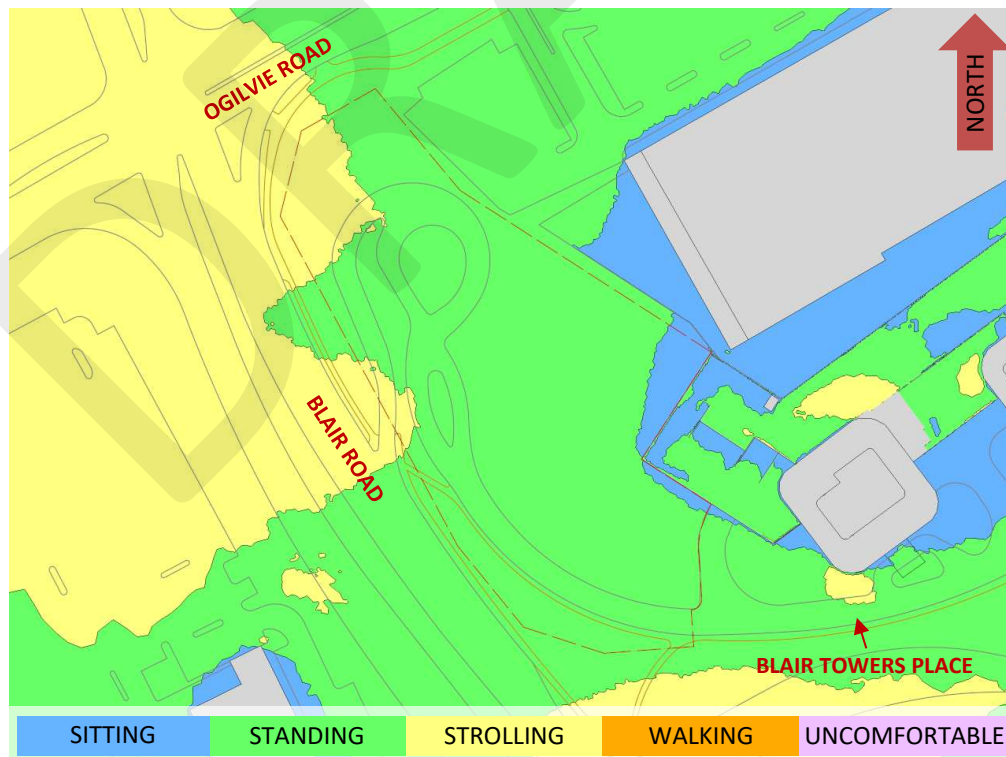 OGILVIE ROAD
NORTH
BLAIR ROAD
BLAIR TOWERS PLACE
SITTING STANDING STROLLING WALKING UNCOMFORTABLE